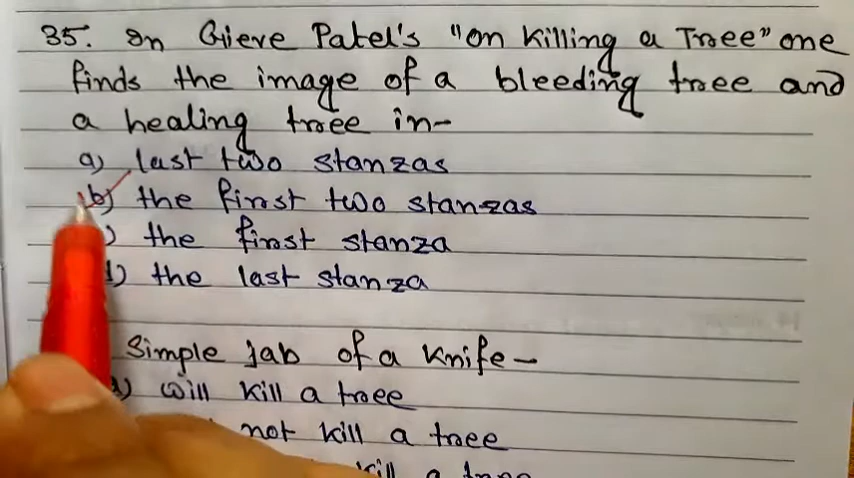 35. In Gieve Patel's "on killing a Tree" one
finds the image of a bleeding tree and
a healing tree in-
a) last two stanzas
b) the first two stanzas
) the first stanza
d) the last stanza
Simple jab of a knife-
a) will kill a tree
not kill a tree
kill a tree